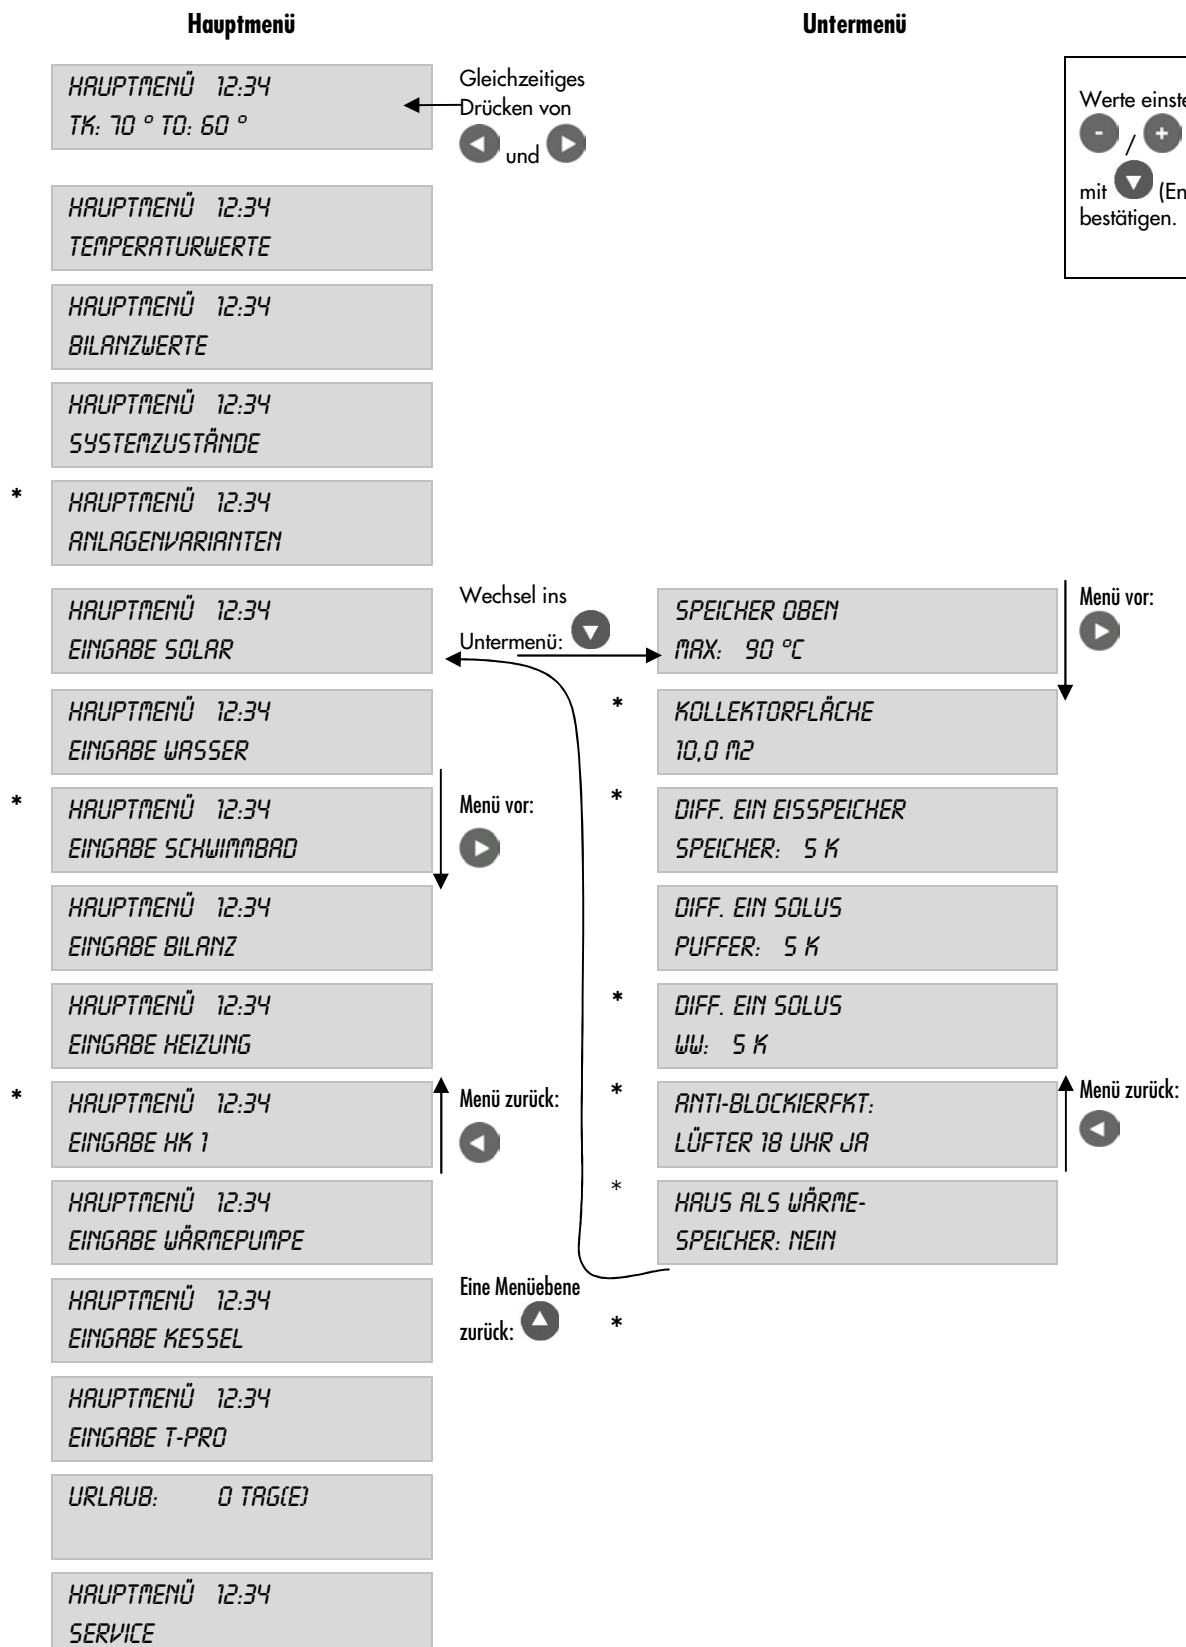 Hauptmenü
Untermenü
HAUPTMENÜ 12:34
TK: 70 ° TO: 60 °
Gleichzeitiges
Drücken von
und
Werte einste
/
mit (En
bestätigen.
HAUPTMENÜ 12:34
TEMPERATURWERTE
HAUPTMENÜ 12:34
BILANZWERTE
HAUPTMENÜ 12:34
SYSTEMZUSTÄNDE
*
HAUPTMENÜ 12:34
ANLAGENVARIANTEN
HAUPTMENÜ 12:34
EINGABE SOLAR
Wechsel ins
Untermenü:
SPEICHER OBEN
MAX: 90 °C
Menü vor:
HAUPTMENÜ 12:34
EINGABE WASSER
*
KOLLEKTORFLÄCHE
10,0 M2
*
HAUPTMENÜ 12:34
EINGABE SCHWIMMBAD
Menü vor:
*
DIFF. EIN EISSPEICHER
SPEICHER: 5 K
HAUPTMENÜ 12:34
EINGABE BILANZ
DIFF. EIN SOLUS
PUFFER: 5 K
HAUPTMENÜ 12:34
EINGABE HEIZUNG
*
DIFF. EIN SOLUS
WW: 5 K
*
HAUPTMENÜ 12:34
EINGABE HK 1
Menü zurück:
*
ANTI-BLOCKIERFKT:
LÜFTER 18 UHR JA
Menü zurück:
HAUPTMENÜ 12:34
EINGABE WÄRMEPUMPE
*
HAUS ALS WÄRME-
SPEICHER: NEIN
HAUPTMENÜ 12:34
EINGABE KESSEL
Eine Menüebene
zurück:
*
HAUPTMENÜ 12:34
EINGABE T-PRO
URLAUB: 0 TAG(E)
HAUPTMENÜ 12:34
SERVICE